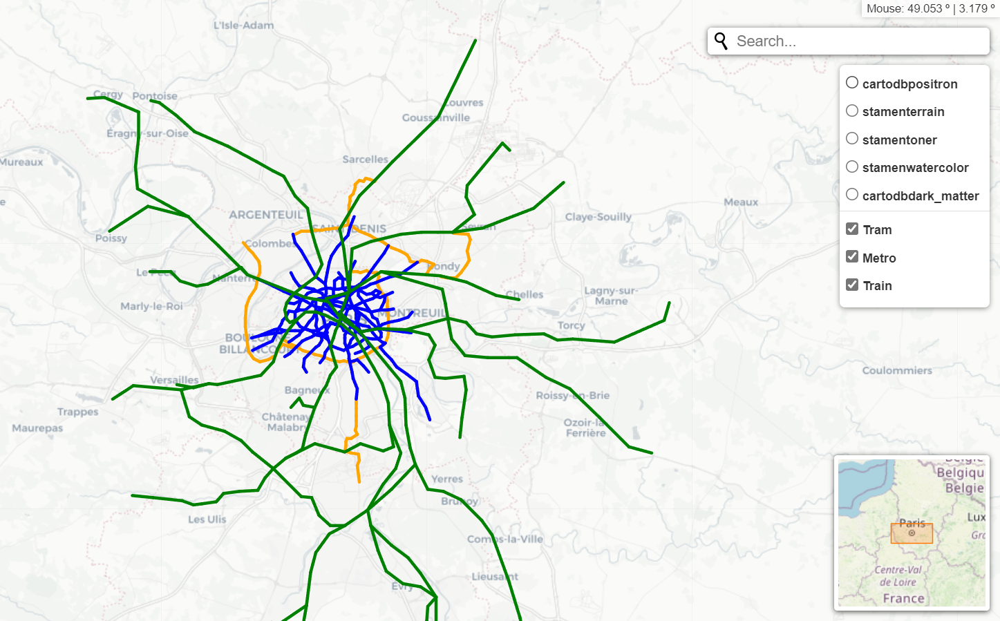 Mouse: 49.053 º | 3.179 º
L'Isle-Adam
Search...
cartodbpositron
Cergy
Pontoise
Louvres
Goussainville
stamenterrain
Éragny-sur-Oise
stamentoner
Mureaux
Sarcelles
stamenwatercolor
cartodbdark_matter
Meaux
ARGENTEUIL
Claye-Souilly
SAINT-DENIS
Tram
Poissy
Colombes
Metro
Le Pecq
Nanterre
Bondy
Train
Chelles
Lagny-sur-
Marne
Marly-le-Roi
MONTREUIL
Torcy
BOULOGNE
BILLANCOURT
Versailles
Coulommiers
Bagneux
Roissy-en-Brie
Trappes
Châtenay
Malabry
Maurepas
Ozoir-la-
Ferrière
Yerres
Brunoy
Les Ulis
Combs-la-Ville
Lieusaint
Évry
Belgiqu
Belgie
Paris
Lux
Gro
Centre-Val
de Loire
France